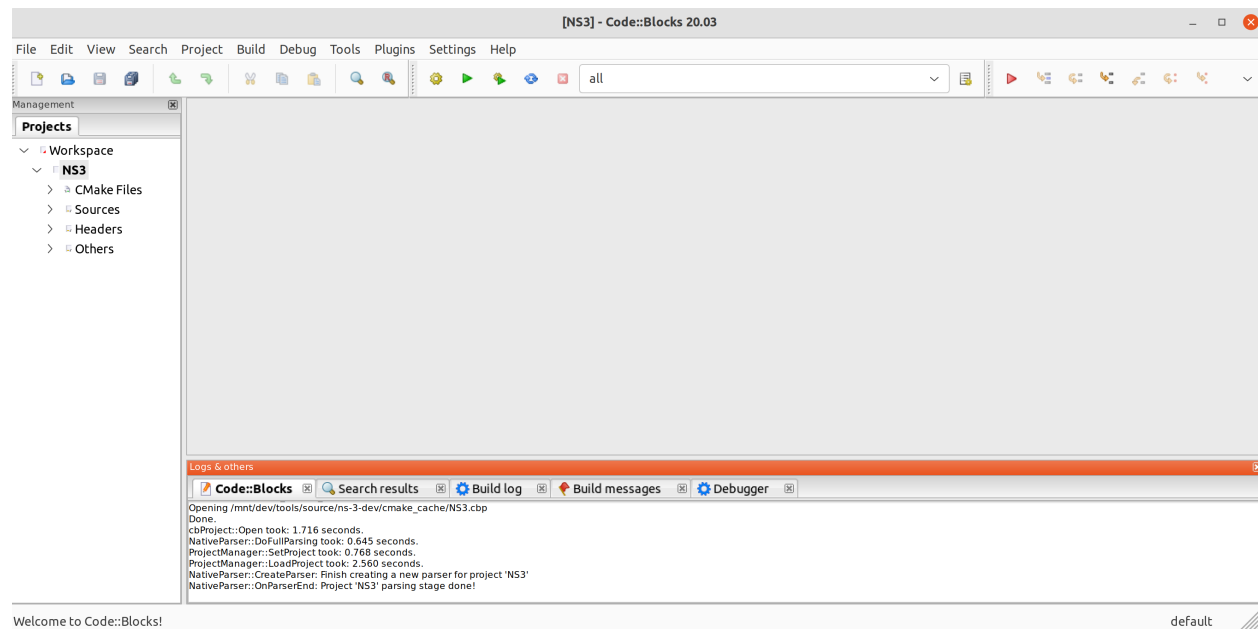 [NS3] - Code::Blocks 20.03
File Edit View Search Project Build Debug Tools Plugins Settings Help
all
Management
Projects
Workspace
NS3
CMake Files
Sources
Headers
Others
Logs & others
Code::Blocks Search results Build log Build messages Debugger
Opening /mnt/dev/tools/source/ns-3-dev/cmake_cache/NS3.cbp
Done.
cbProject::Open took: 1.716 seconds.
NativeParser::DoFullParsing took: 0.645 seconds.
ProjectManager::SetProject took: 0.768 seconds.
ProjectManager::LoadProject took: 2.560 seconds.
NativeParser::CreateParser: Finish creating a new parser for project 'NS3'
NativeParser::OnParserEnd: Project 'NS3' parsing stage done!
Welcome to Code::Blocks! default